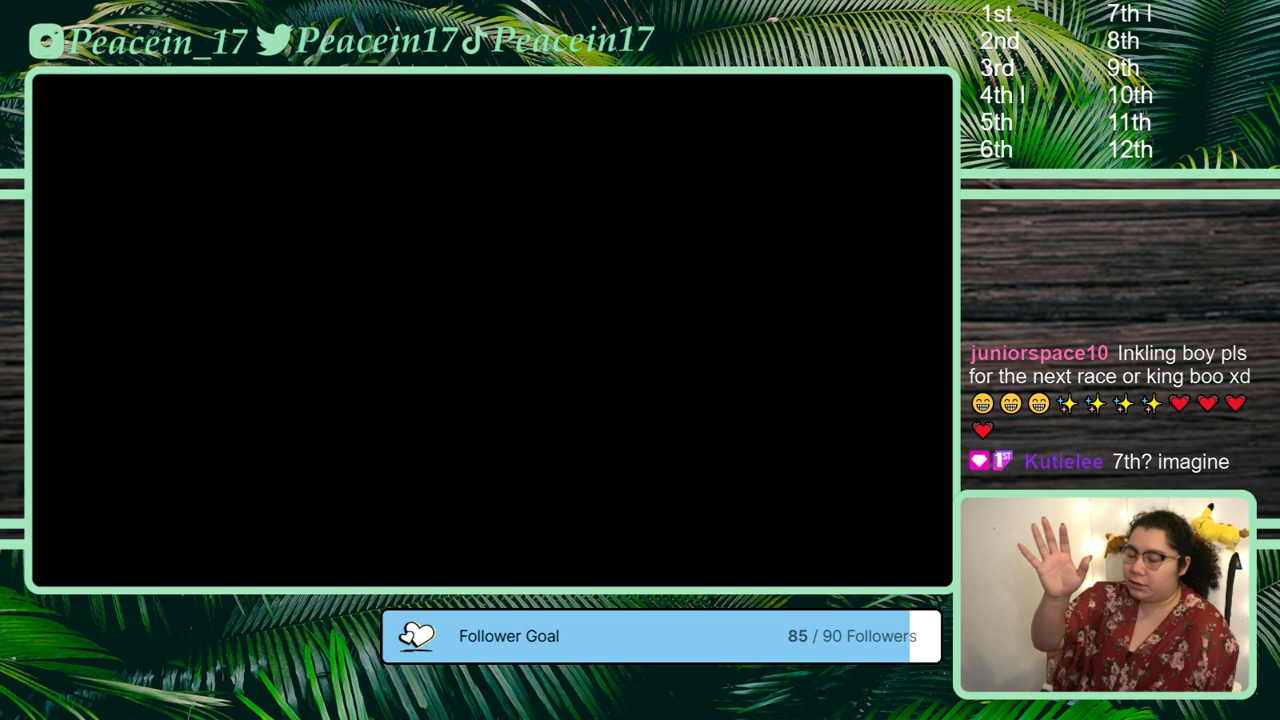 Peacein_17 Peacein17 Peacein17
1st 7th I
2nd 8th
3rd 9th
4th I 10th
5th 11th
6th 12th
juniorspace10 Inkling boy pls
for the next race or king boo xd
1ST Kutielee 7th? imagine
Follower Goal 85 / 90 Followers